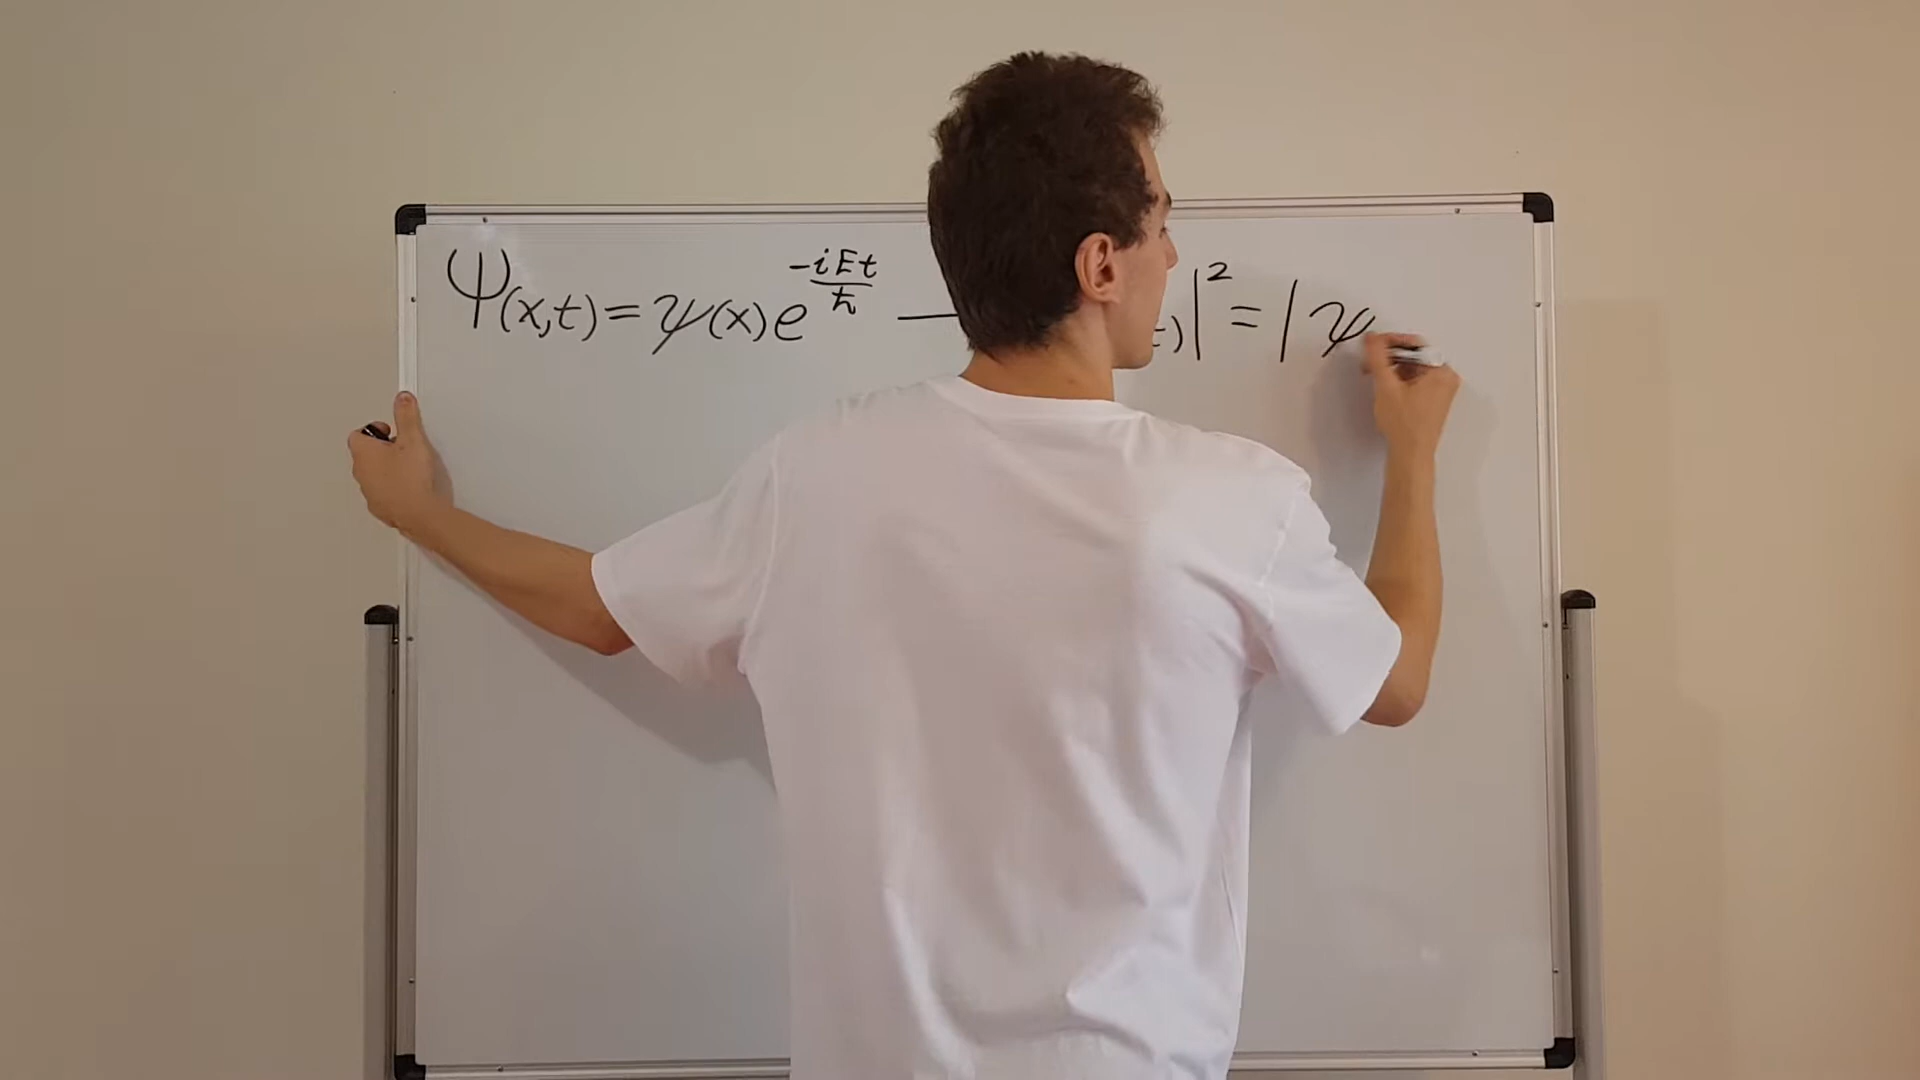 Ψ(x,t) = ψ(x)e^{-iEt/ħ} — t)|² = |ψ